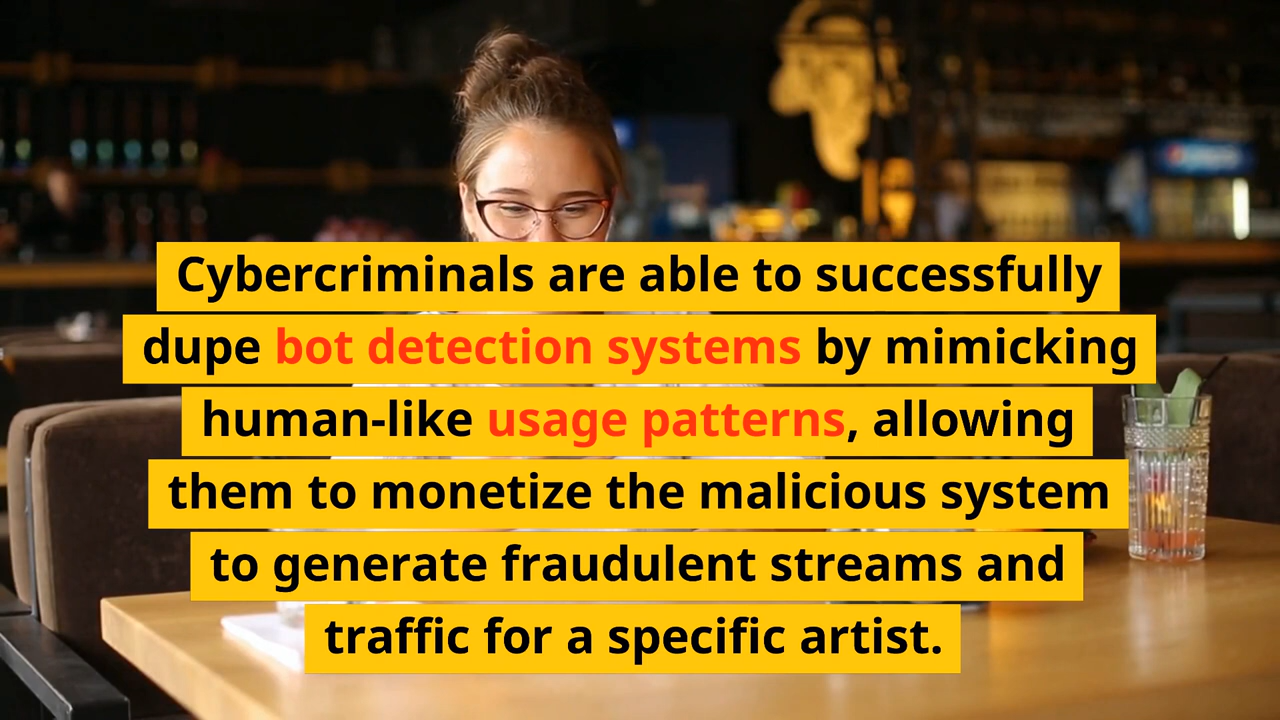 Cybercriminals are able to successfully
dupe bot detection systems by mimicking
human-like usage patterns, allowing
them to monetize the malicious system
to generate fraudulent streams and
traffic for a specific artist.